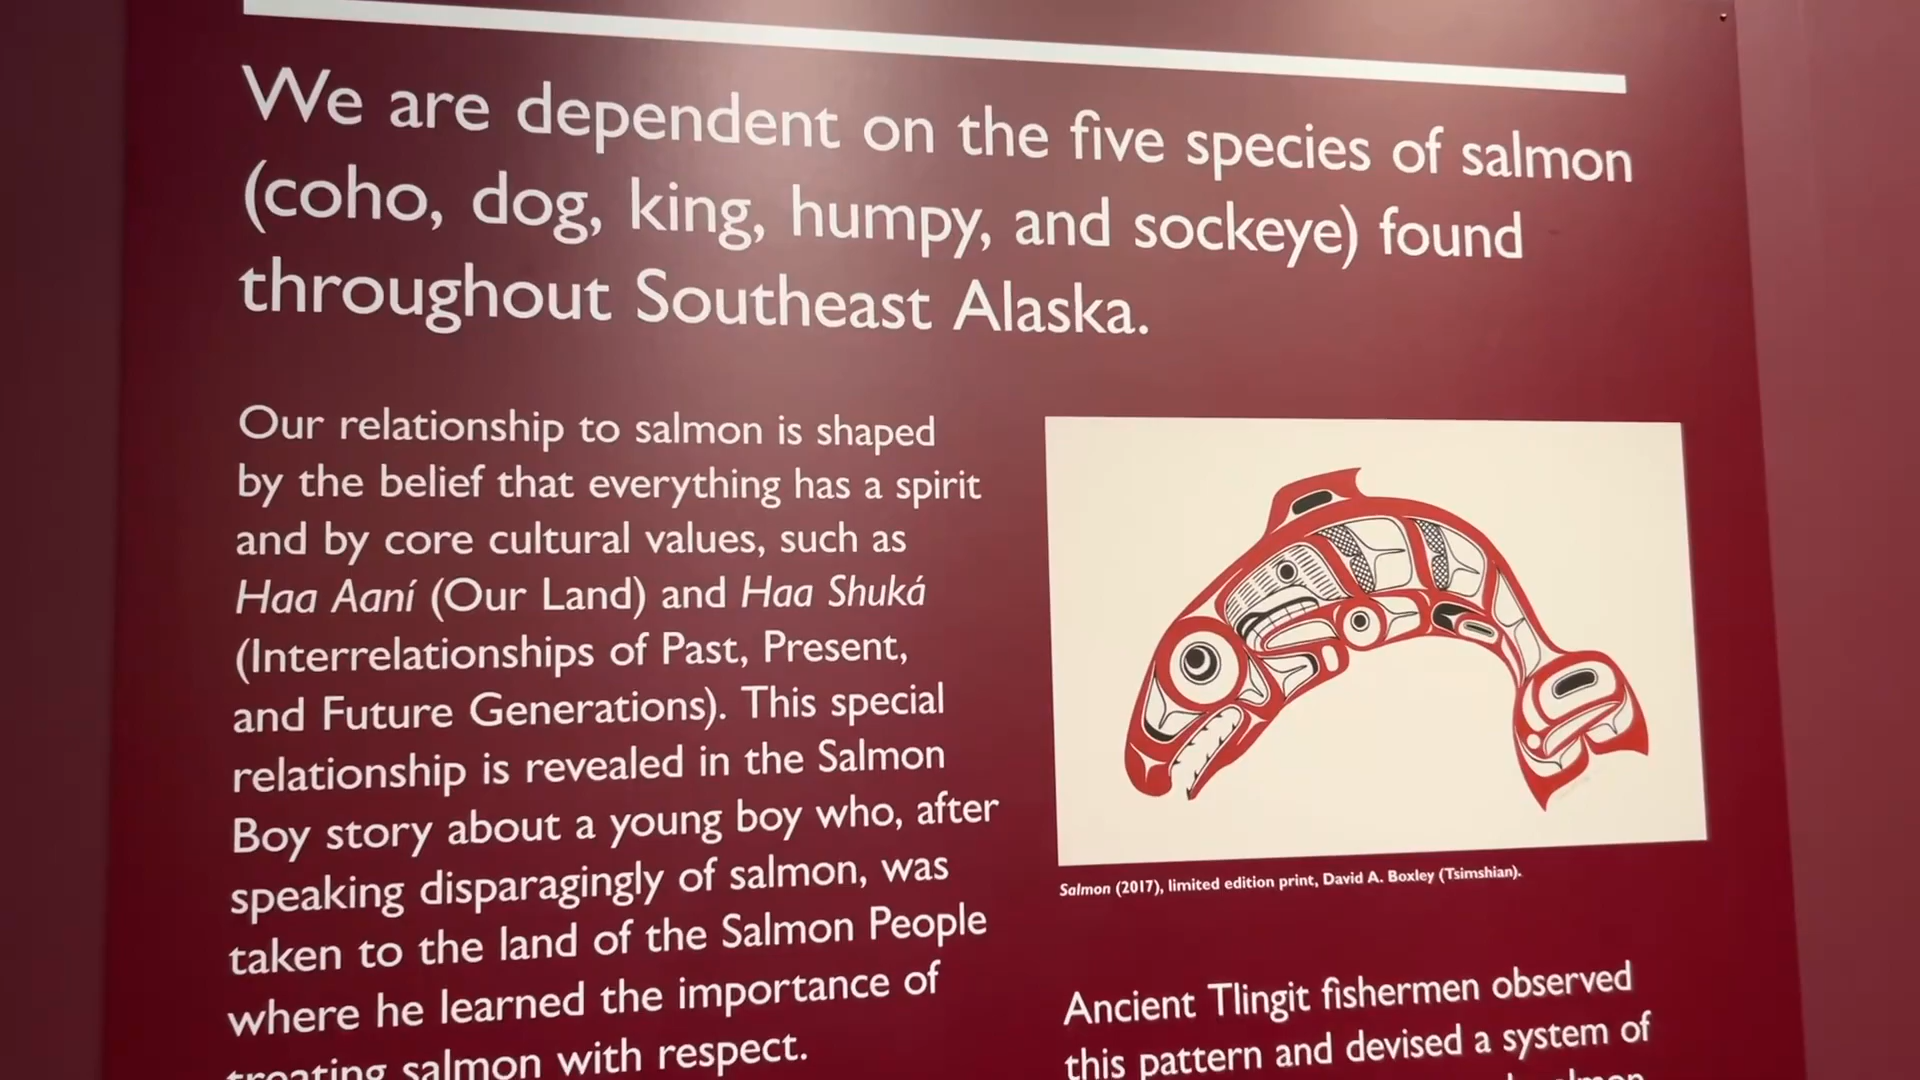 We are dependent on the five species of salmon
(coho, dog, king, humpy, and sockeye) found
throughout Southeast Alaska.
Our relationship to salmon is shaped
by the belief that everything has a spirit
and by core cultural values, such as
Haa Aaní (Our Land) and Haa Shuká
(Interrelationships of Past, Present,
and Future Generations). This special
relationship is revealed in the Salmon
Boy story about a young boy who, after
speaking disparagingly of salmon, was
taken to the land of the Salmon People
where he learned the importance of
treating salmon with respect.
Salmon (2017), limited edition print, David A. Boxley (Tsimshian).
Ancient Tlingit fishermen observed
this pattern and devised a system of
salmon